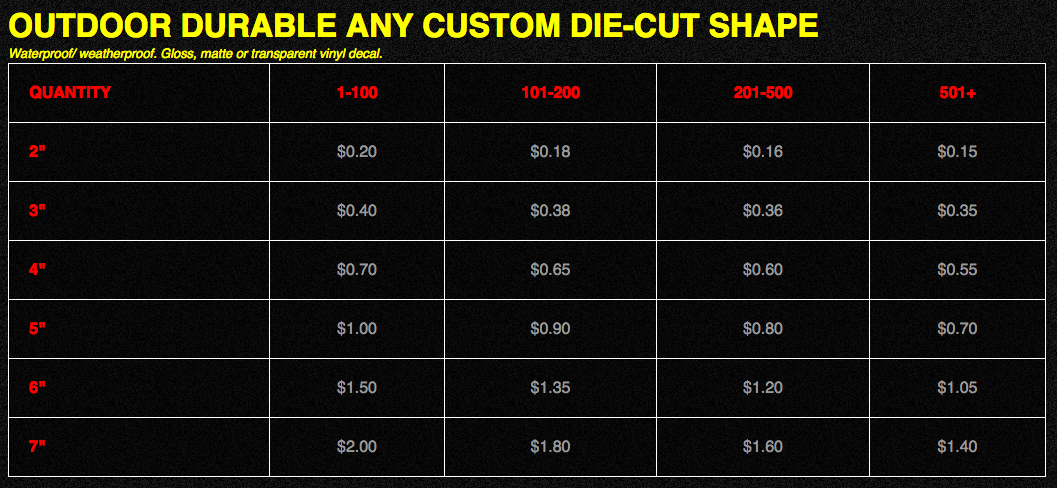 OUTDOOR DURABLE ANY CUSTOM DIE-CUT SHAPE
Waterproof/ weatherproof. Gloss, matte or transparent vinyl decal.
QUANTITY 1-100 101-200 201-500 501+
2" $0.20 $0.18 $0.16 $0.15
3" $0.40 $0.38 $0.36 $0.35
4" $0.70 $0.65 $0.60 $0.55
5" $1.00 $0.90 $0.80 $0.70
6" $1.50 $1.35 $1.20 $1.05
7" $2.00 $1.80 $1.60 $1.40